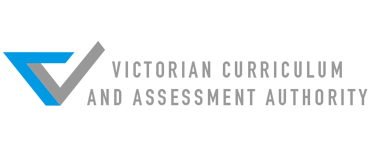 VICTORIAN CURRICULUM
AND ASSESSMENT AUTHORITY